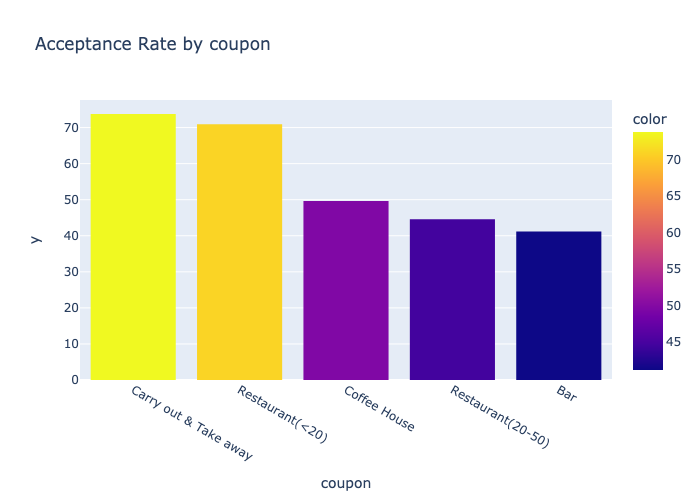 Acceptance Rate by coupon
y
70
60
50
40
30
20
10
0
Carry out & Take away
Restaurant(<20)
Coffee House
Restaurant(20-50)
Bar
coupon
color
70
65
60
55
50
45